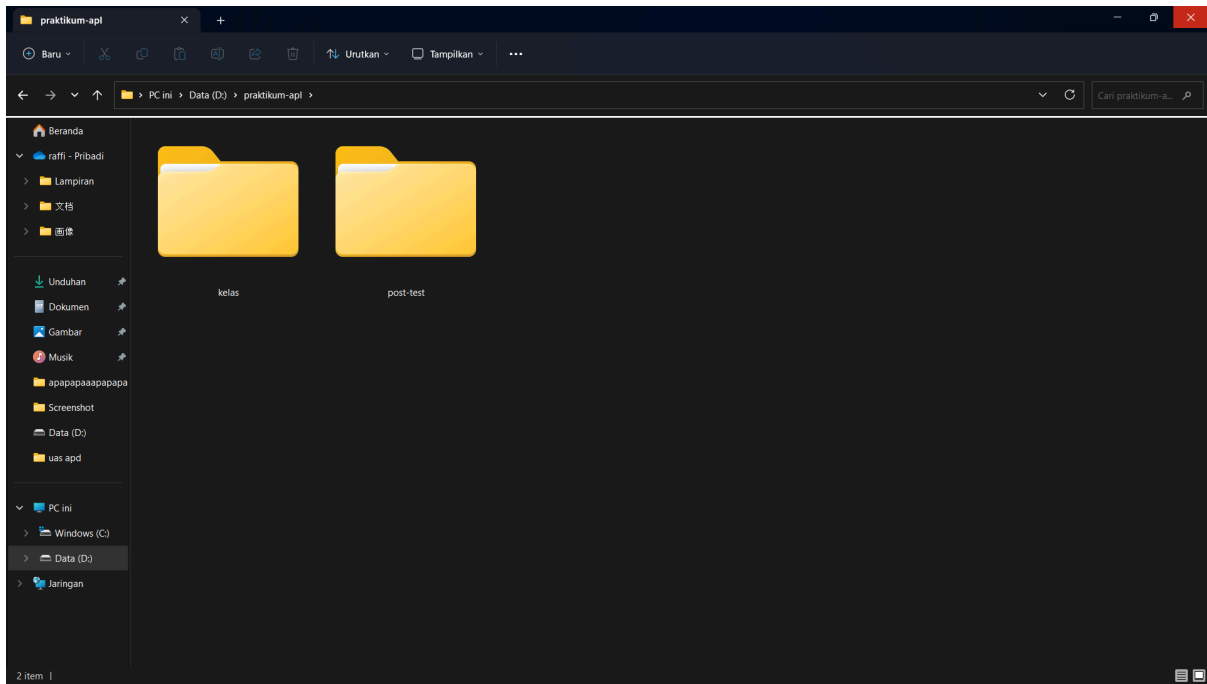 praktikum-apl
Baru
Urutkan
Tampilkan
PC ini > Data (D:) > praktikum-apl >
Cari praktikum-a...
Beranda
raffi - Pribadi
Lampiran
文档
画像
Unduhan
Dokumen
Gambar
Musik
apapapaaapapapa
Screenshot
Data (D:)
uas apd
PC ini
Windows (C:)
Data (D:)
Jaringan
kelas
post-test
2 item